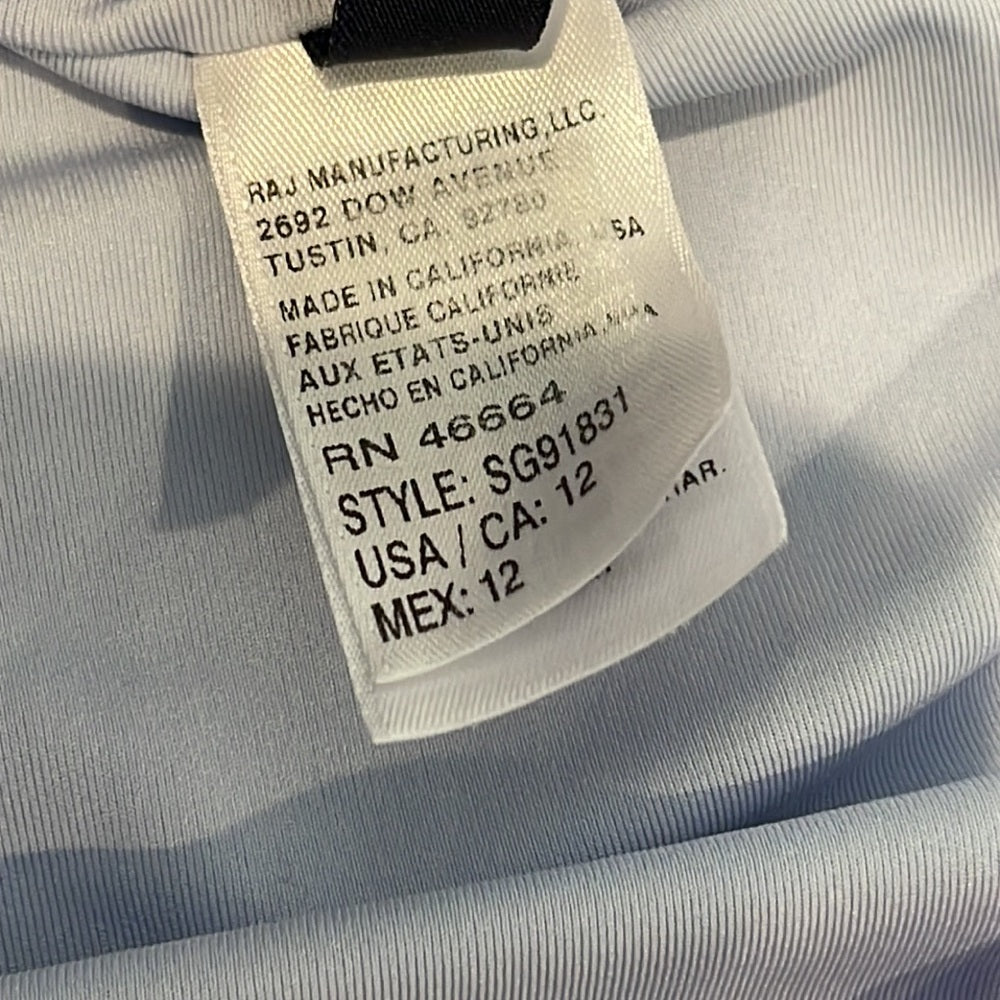 RAJ MANUFACTURING, LLC.
2692 DOW AVENUE
TUSTIN, CA. 92780
MADE IN CALIFORNIA, USA
FABRIQUE CALIFORNIE
AUX ETATS-UNIS
HECHO EN CALIFORNIA, USA
RN 46664
STYLE: SG91831
USA / CA: 12
MEX: 12